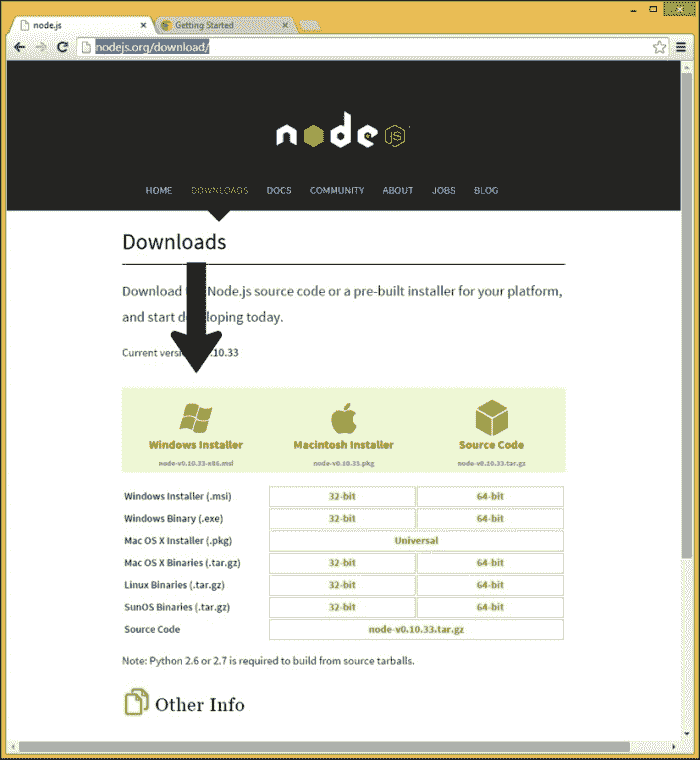 node.js
Getting Started
nodejs.org/download/
node JS
HOME DOWNLOADS DOCS COMMUNITY ABOUT JOBS BLOG
Downloads
Download Node.js source code or a pre-built installer for your platform,
and start developing today.
Current version 10.33
Windows Installer Macintosh Installer Source Code
node-v0.10.33-x86.msi node-v0.10.33.pkg node-v0.10.33.tar.gz
Windows Installer (.msi) 32-bit 64-bit
Windows Binary (.exe) 32-bit 64-bit
Mac OS X Installer (.pkg) Universal
Mac OS X Binaries (.tar.gz) 32-bit 64-bit
Linux Binaries (.tar.gz) 32-bit 64-bit
SunOS Binaries (.tar.gz) 32-bit 64-bit
Source Code node-v0.10.33.tar.gz
Note: Python 2.6 or 2.7 is required to build from source tarballs.
Other Info